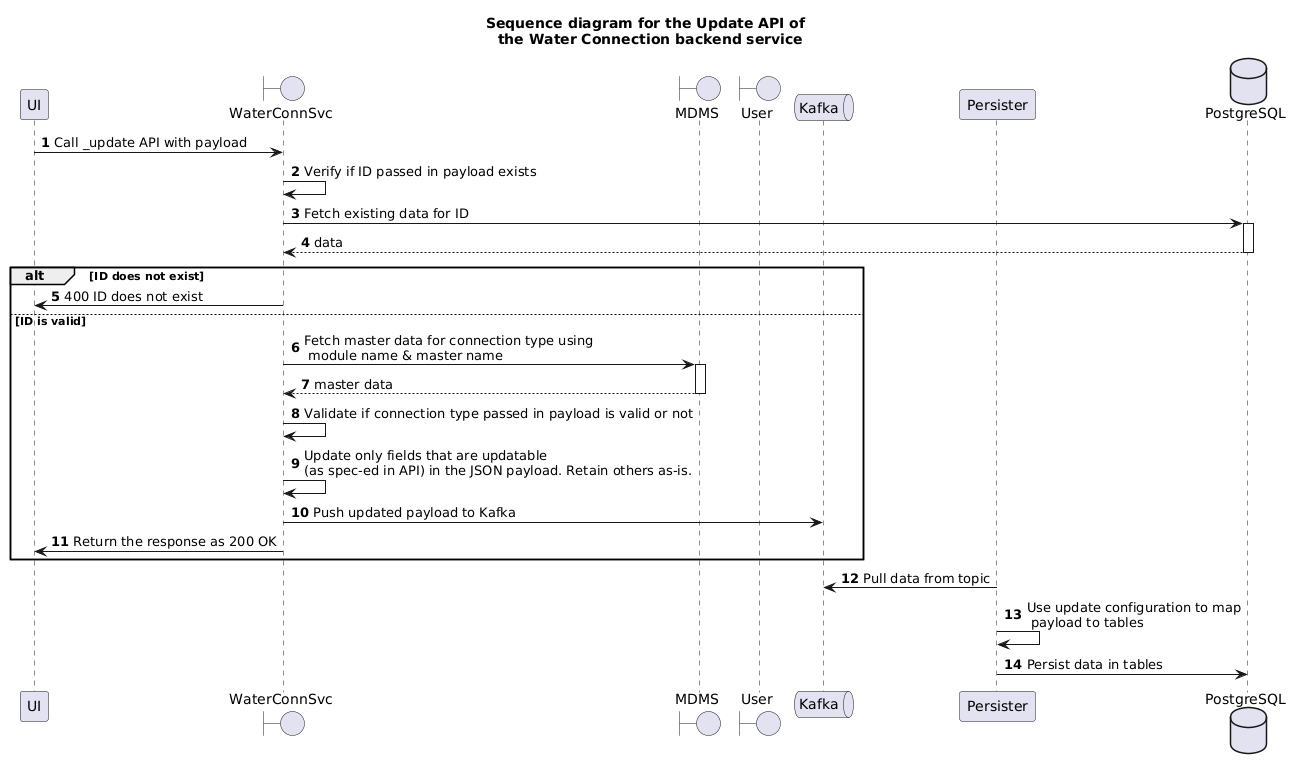 Sequence diagram for the Update API of
the Water Connection backend service
UI
WaterConnSvc
MDMS
User
Kafka
Persister
PostgreSQL
1 Call _update API with payload
2 Verify if ID passed in payload exists
3 Fetch existing data for ID
4 data
alt [ID does not exist]
5 400 ID does not exist
[ID is valid]
6 Fetch master data for connection type using
module name & master name
7 master data
8 Validate if connection type passed in payload is valid or not
9 Update only fields that are updatable
(as spec-ed in API) in the JSON payload. Retain others as-is.
10 Push updated payload to Kafka
11 Return the response as 200 OK
12 Pull data from topic
13 Use update configuration to map
payload to tables
14 Persist data in tables
UI
WaterConnSvc
MDMS
User
Kafka
Persister
PostgreSQL